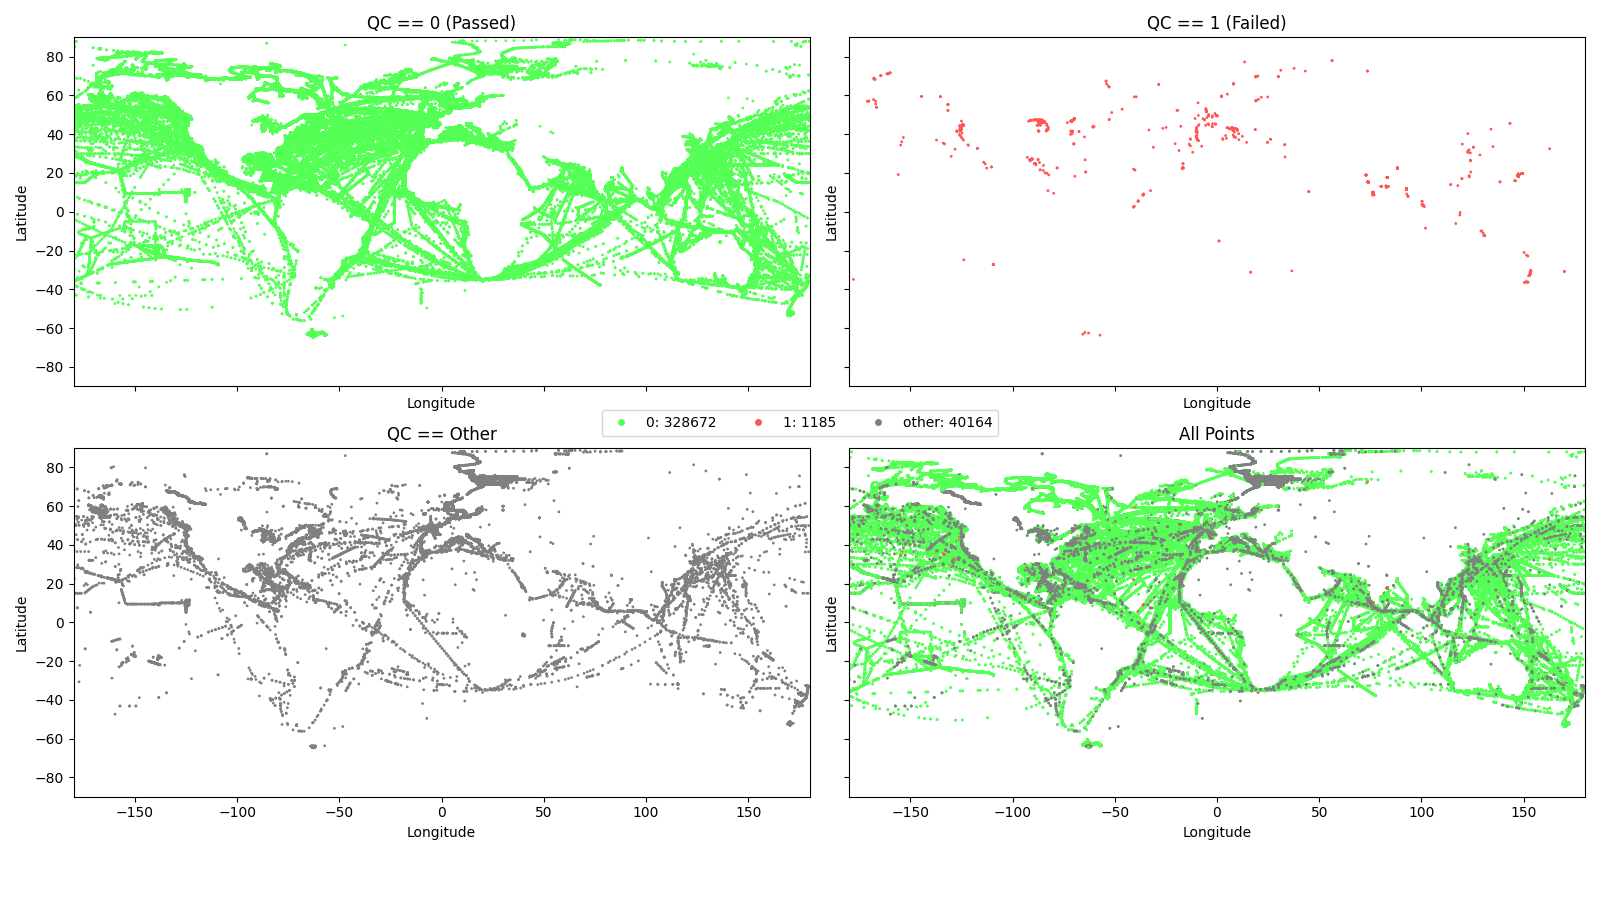 QC == 0 (Passed)
QC == 1 (Failed)
80
60
40
20
0
−20
−40
−60
−80
Latitude
Latitude
Longitude
Longitude
0: 328672 1: 1185 other: 40164
QC == Other
All Points
80
60
40
20
0
−20
−40
−60
−80
Latitude
Latitude
−150 −100 −50 0 50 100 150
−150 −100 −50 0 50 100 150
Longitude
Longitude